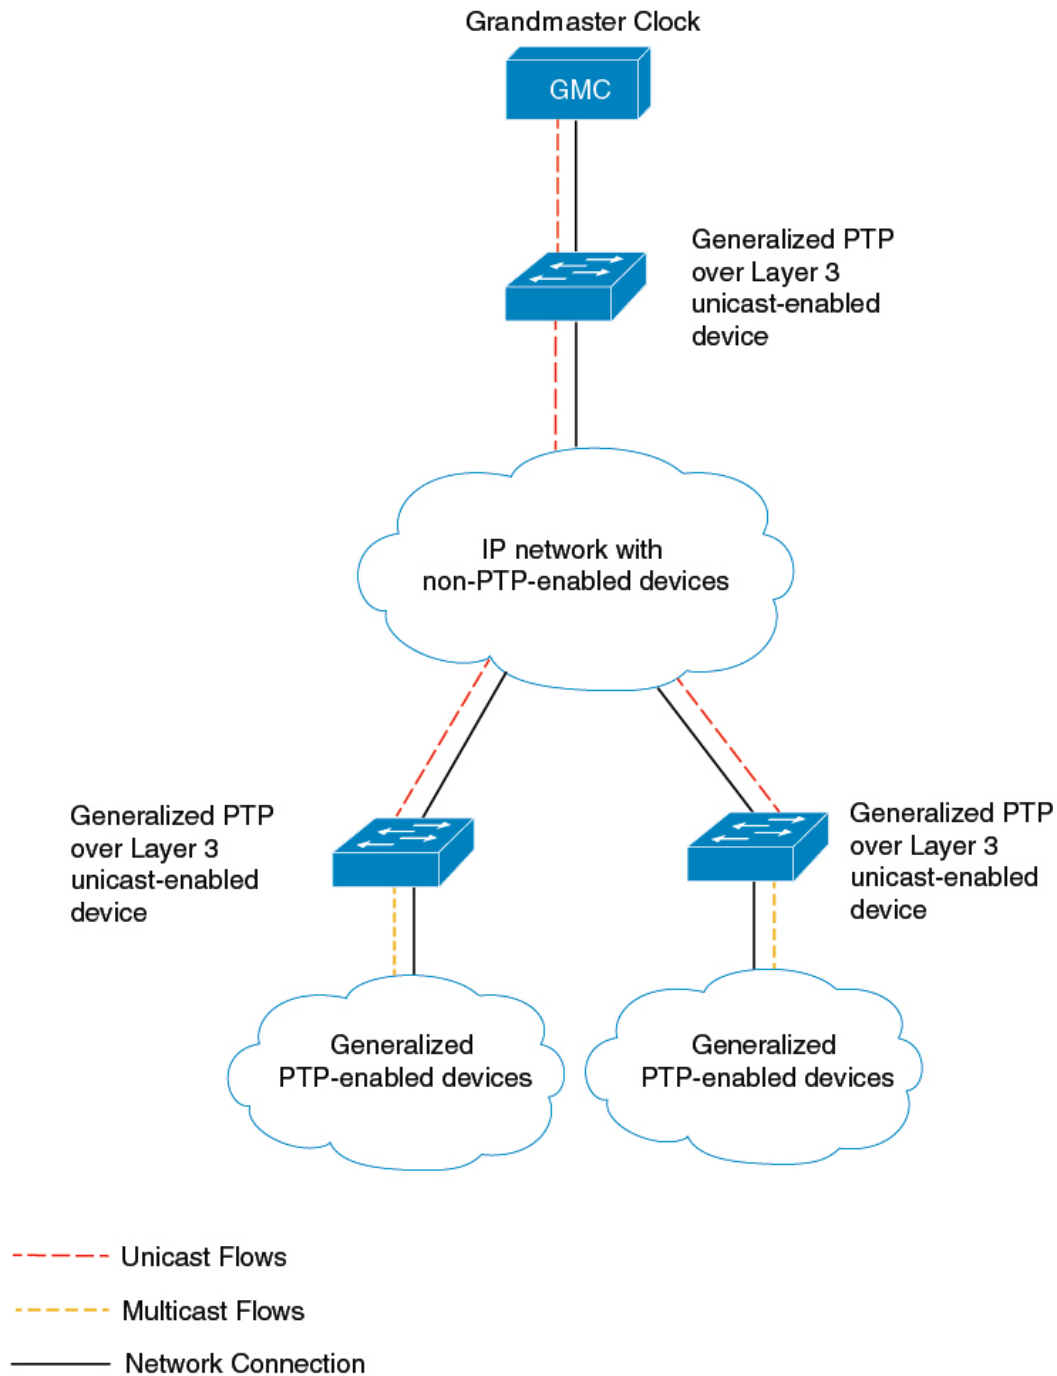 Grandmaster Clock
GMC
Generalized PTP
over Layer 3
unicast-enabled
device
IP network with
non-PTP-enabled devices
Generalized PTP
over Layer 3
unicast-enabled
device
Generalized PTP
over Layer 3
unicast-enabled
device
Generalized
PTP-enabled devices
Generalized
PTP-enabled devices
Unicast Flows
Multicast Flows
Network Connection